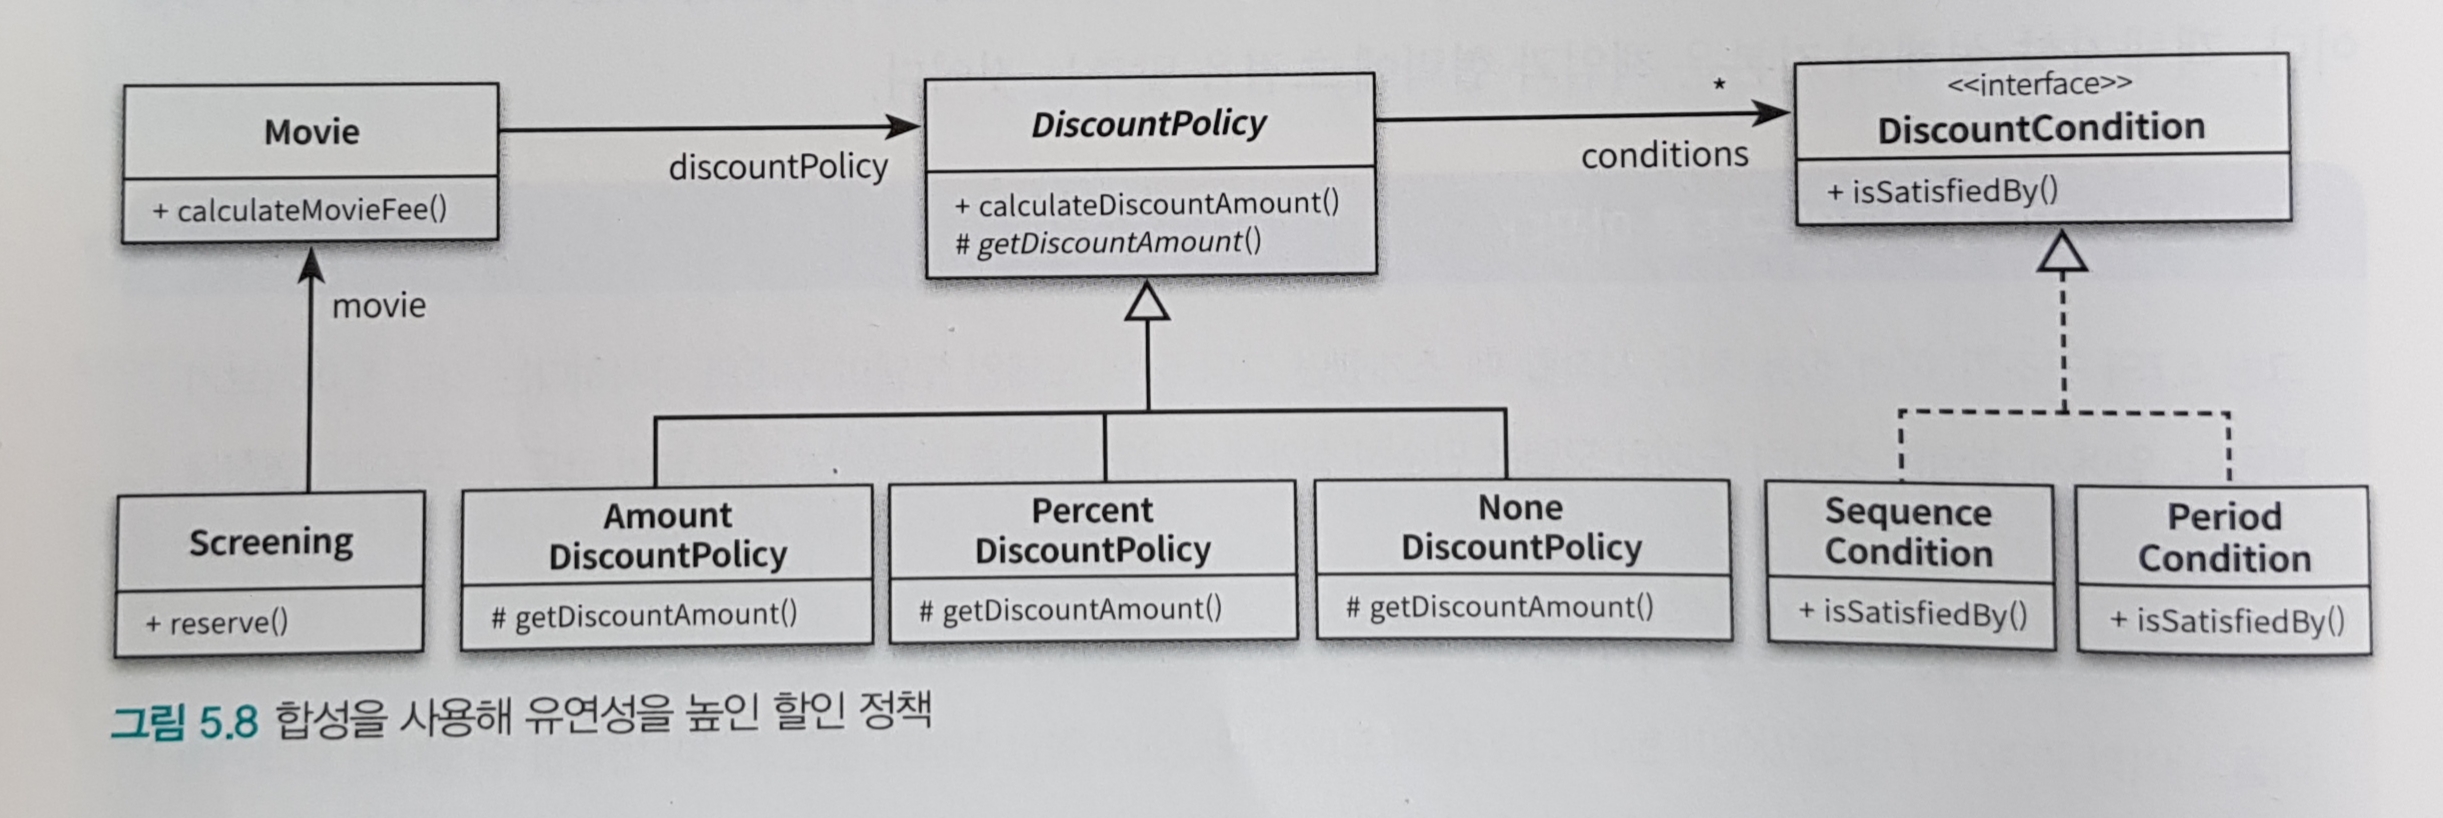 Movie
+ calculateMovieFee()
discountPolicy
DiscountPolicy
+ calculateDiscountAmount()
# getDiscountAmount()
*
conditions
<<interface>>
DiscountCondition
+ isSatisfiedBy()
movie
Screening
+ reserve()
Amount
DiscountPolicy
# getDiscountAmount()
Percent
DiscountPolicy
# getDiscountAmount()
None
DiscountPolicy
# getDiscountAmount()
Sequence
Condition
+ isSatisfiedBy()
Period
Condition
+ isSatisfiedBy()
그림 5.8 합성을 사용해 유연성을 높인 할인 정책